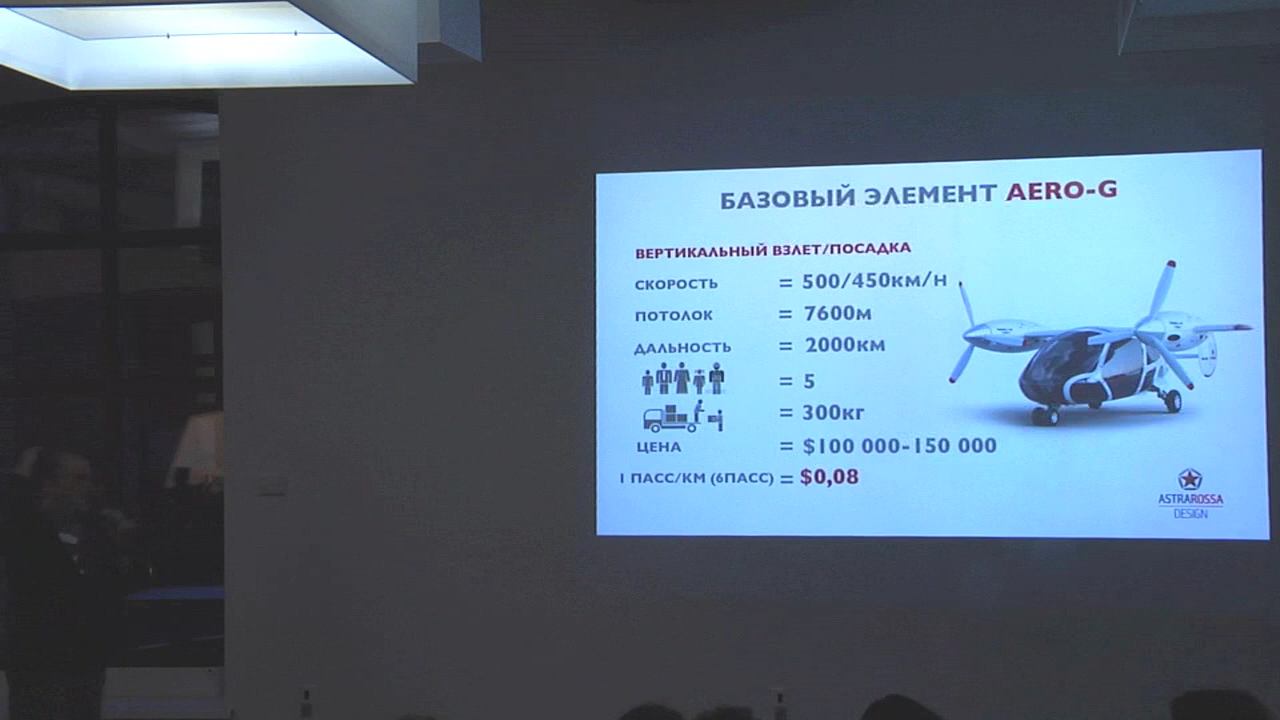 БАЗОВЫЙ ЭЛЕМЕНТ AERO-G
ВЕРТИКАЛЬНЫЙ ВЗЛЕТ/ПОСАДКА
СКОРОСТЬ = 500/450км/н
ПОТОЛОК = 7600м
ДАЛЬНОСТЬ = 2000км
= 5
= 300кг
ЦЕНА = $100 000-150 000
1 ПАСС/КМ (6ПАСС) = $0,08
ASTRAROSSA
DESIGN